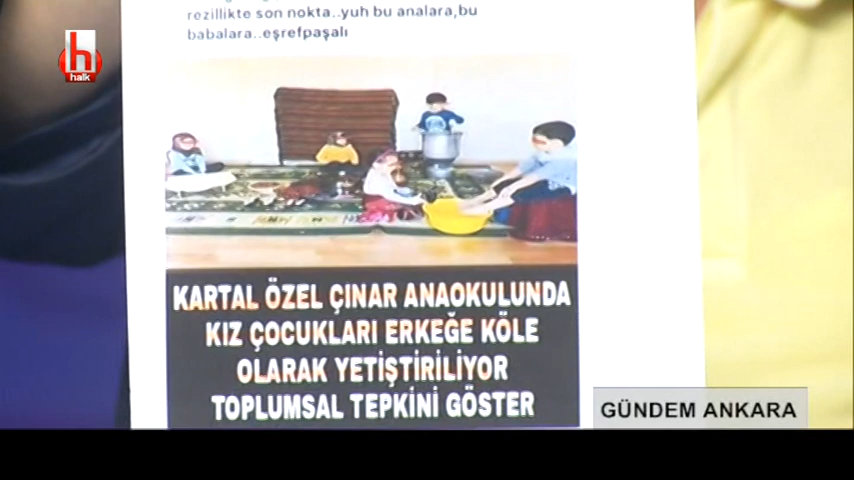 rezillikte son nokta..yuh bu analara,bu
babalara..eşrefpaşalı
h
halk
KARTAL ÖZEL ÇINAR ANAOKULUNDA
KIZ ÇOCUKLARI ERKEĞE KÖLE
OLARAK YETİŞTİRİLİYOR
TOPLUMSAL TEPKİNİ GÖSTER
GÜNDEM ANKARA